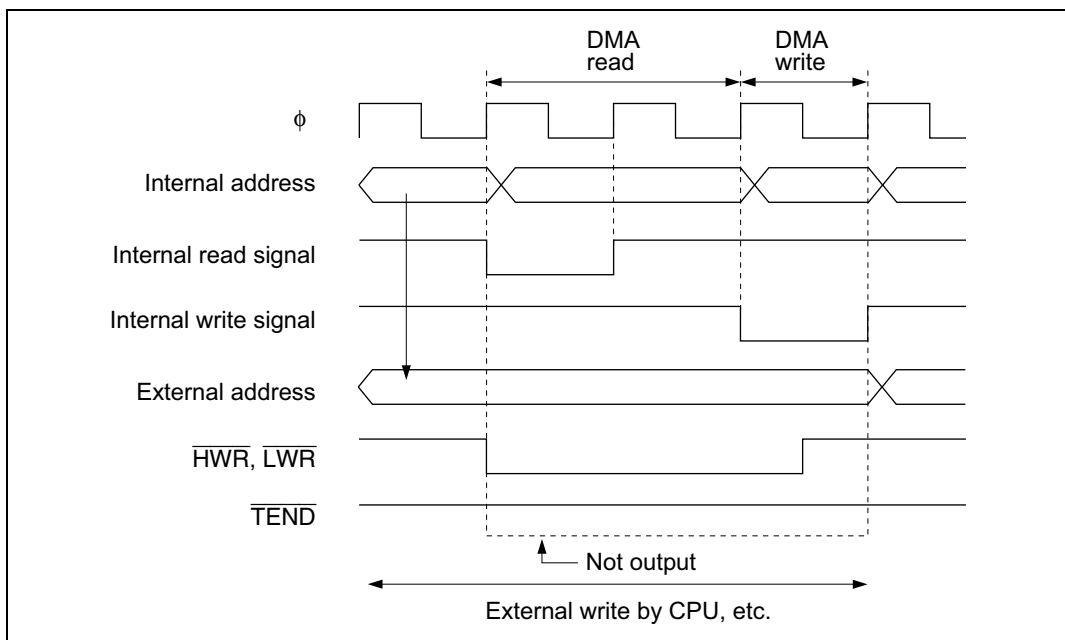 DMA read
DMA write
φ
Internal address
Internal read signal
Internal write signal
External address
HWR, LWR
TEND
Not output
External write by CPU, etc.